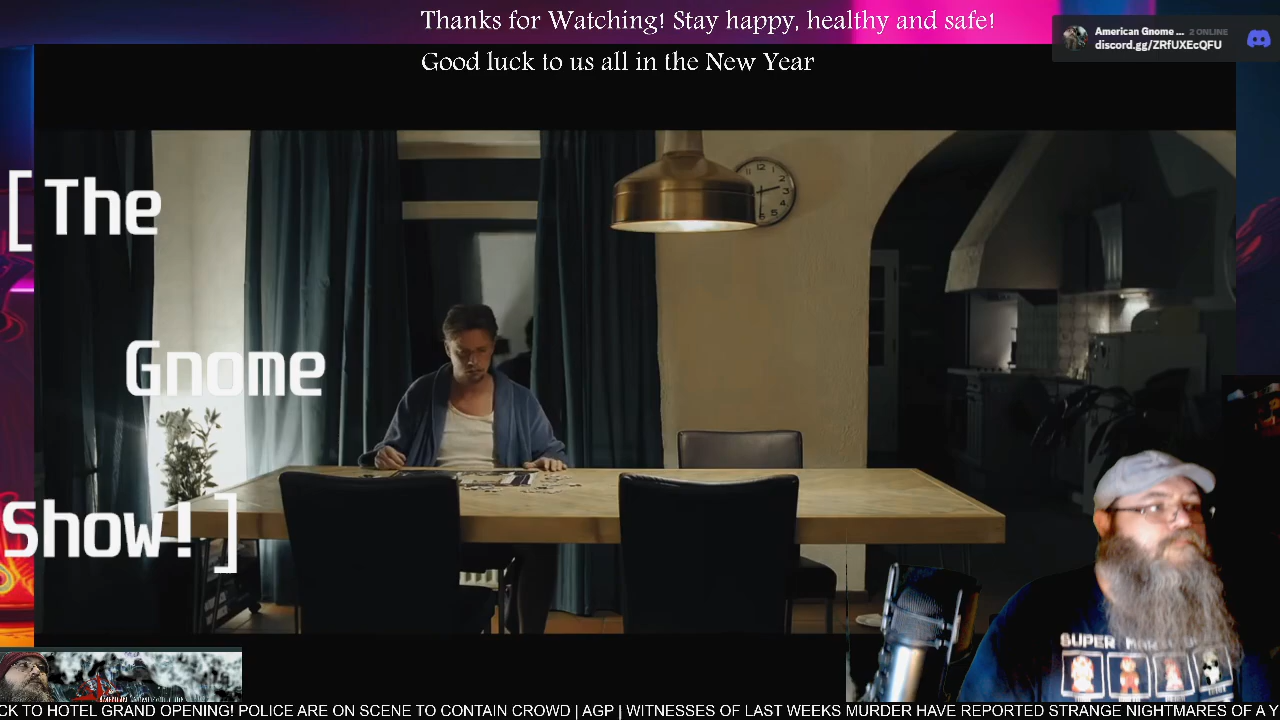 Thanks for Watching! Stay happy, healthy and safe!
Good luck to us all in the New Year
American Gnome ... 2 ONLINE
discord.gg/ZRfUXEcQFU
[ The
Gnome
Show! ]
SUPER
CK TO HOTEL GRAND OPENING! POLICE ARE ON SCENE TO CONTAIN CROWD | AGP | WITNESSES OF LAST WEEKS MURDER HAVE REPORTED STRANGE NIGHTMARES OF A Y